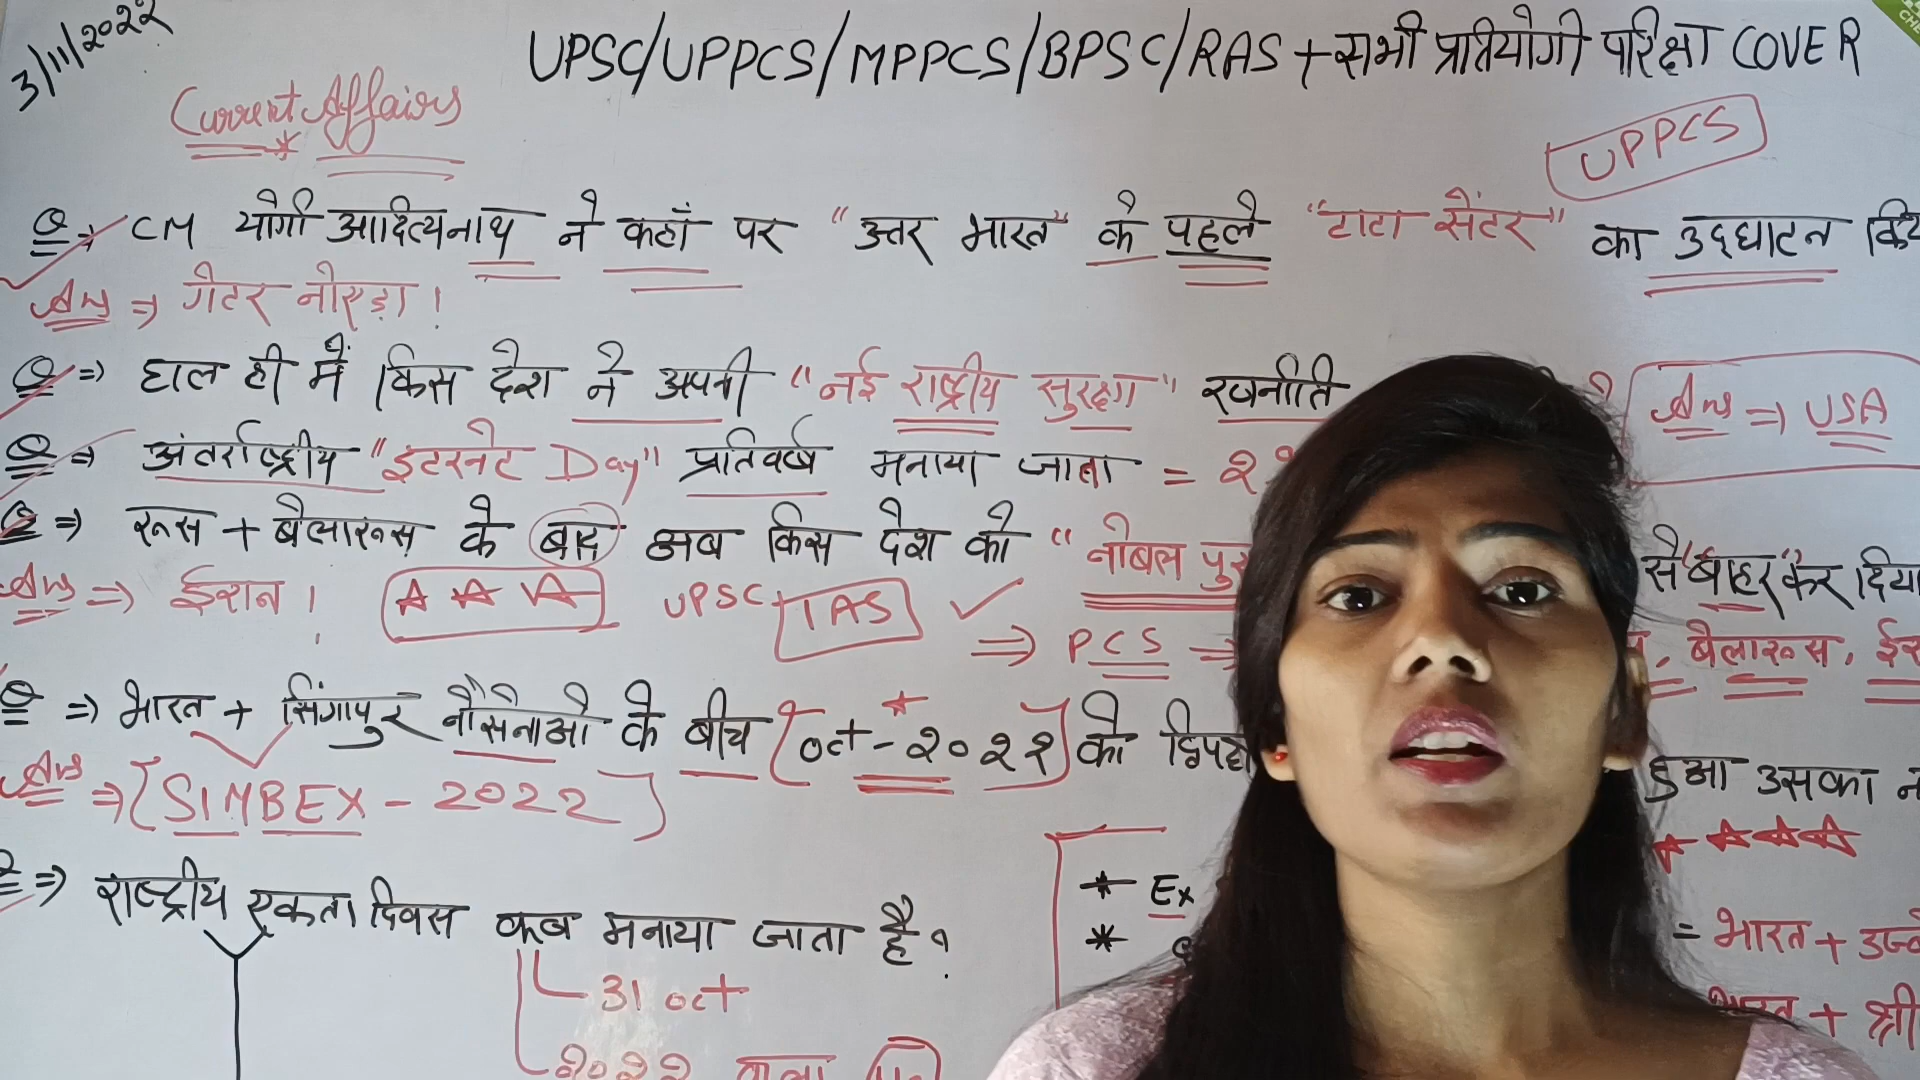 3/11/2022
UPSC/UPPCS/MPPCS/BPSC/RAS + सभी प्रतियोगी परिक्षा COVER
Current Affairs
UPPCS
Q → CM योगी आदित्यनाथ ने कहाँ पर "उत्तर भारत" के पहले "टाटा सेंटर" का उद्घाटन
Ans ⇒ ग्रेटर नोएडा !
Q ⇒ हाल ही में किस देश ने अपनी "नई राष्ट्रीय सुरक्षा" रणनीति
Ans ⇒ USA
Q ⇒ अंतर्राष्ट्रीय "इंटरनेट Day" प्रतिवर्ष मनाया जाता =
Q ⇒ रूस + बेलारूस के बाद अब किस देश को "नोबल से "बाहर" कर दिया
Ans ⇒ ईरान ! UPSC IAS
⇒ PCS ⇒ , बेलारूस,
Q ⇒ भारत + सिंगापुर नौसेनाओ के बीच [oct - २०२२] को हुआ उसका
Ans ⇒ [SIMBEX - 2022]
Q ⇒ राष्ट्रीय एकता दिवस कब मनाया जाता है ?
31 oct
२०२२ वाला
* Ex
*
= भारत +
भारत + श्री